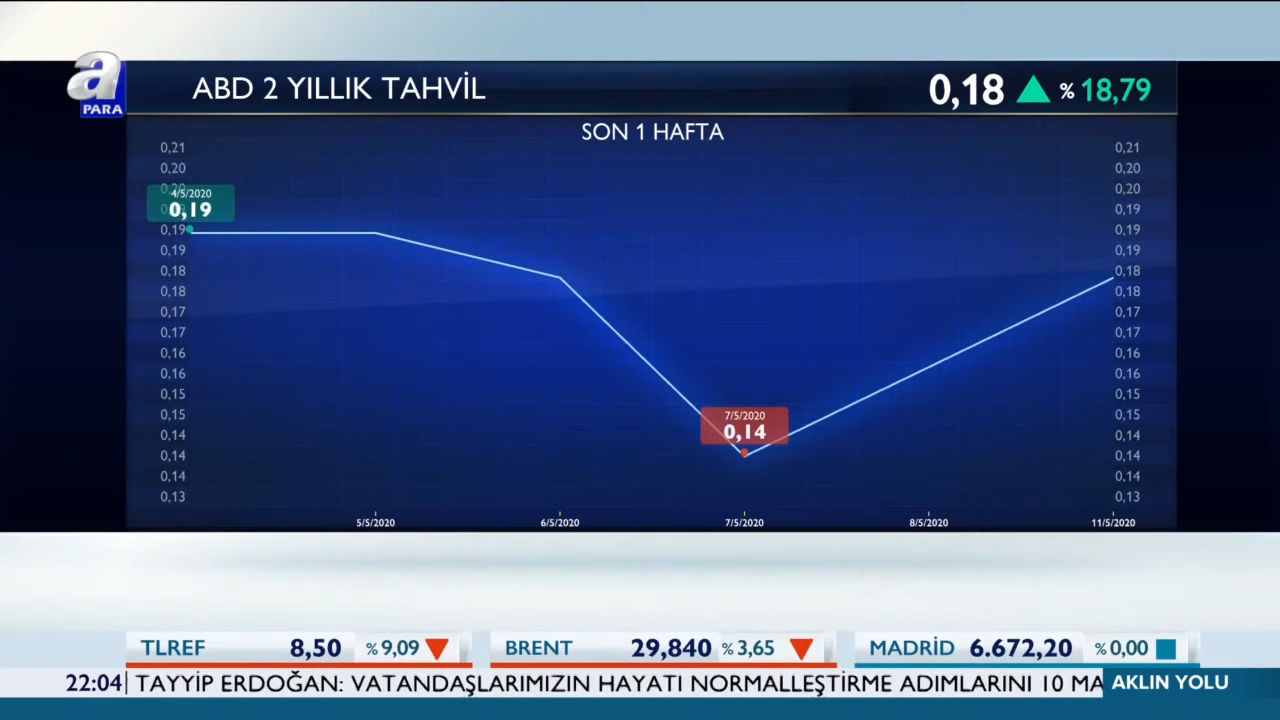 a
PARA
ABD 2 YILLIK TAHVİL
0,18 % 18,79
SON 1 HAFTA
0,21 0,21
0,20 0,20
0,20 0,20
4/5/2020
0,19
0,19
0,19 0,19
0,19 0,19
0,18 0,18
0,18 0,18
0,17 0,17
0,17 0,17
0,16 0,16
0,16 0,16
0,15 0,15
0,15 0,15
7/5/2020
0,14
0,14 0,14
0,14 0,14
0,14 0,14
0,13 0,13
5/5/2020 6/5/2020 7/5/2020 8/5/2020 11/5/2020
TLREF 8,50 %9,09 BRENT 29,840 %3,65 MADRİD 6.672,20 %0,00
22:04 TAYYİP ERDOĞAN: VATANDAŞLARIMIZIN HAYATI NORMALLEŞTİRME ADIMLARINI 10 MA AKLIN YOLU